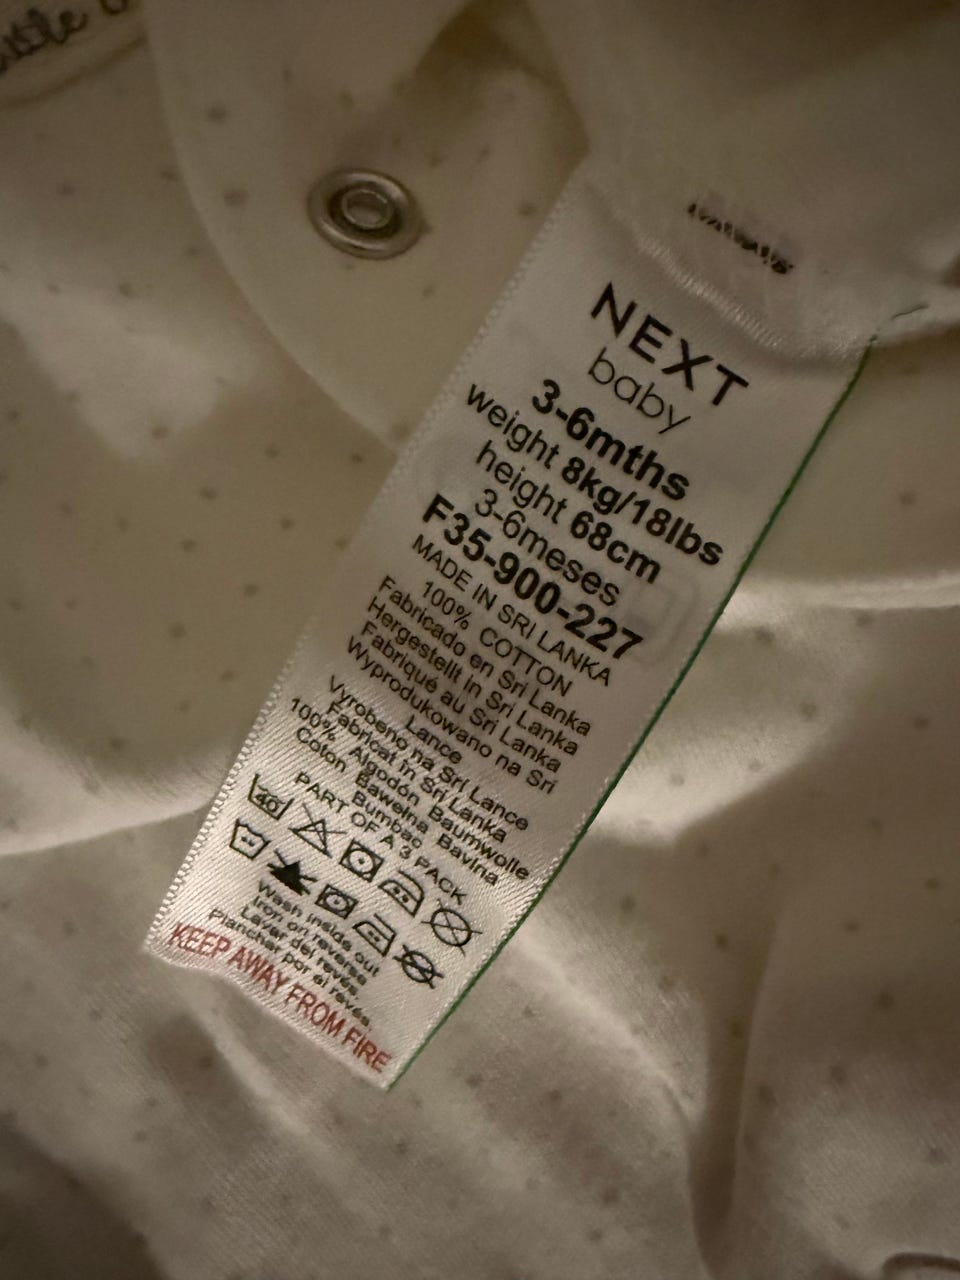 NEXT
baby
3-6mths
weight 8kg/18lbs
height 68cm
3-6meses
F35-900-227
MADE IN SRI LANKA
100% COTTON
Fabricado en Sri Lanka
Hergestellt in Sri Lanka
Fabriqué au Sri Lanka
Wyprodukowano na Sri
Lance
Vyrobeno na Srí Lance
Fabricat în Sri Lanka
100% Algodón Baumwolle
Coton Bawełna Bavlna
Bumbac
PART OF A 3 PACK
40
Wash inside out
Iron on reverse
Lavar del revés.
Planchar por el revés.
KEEP AWAY FROM FIRE